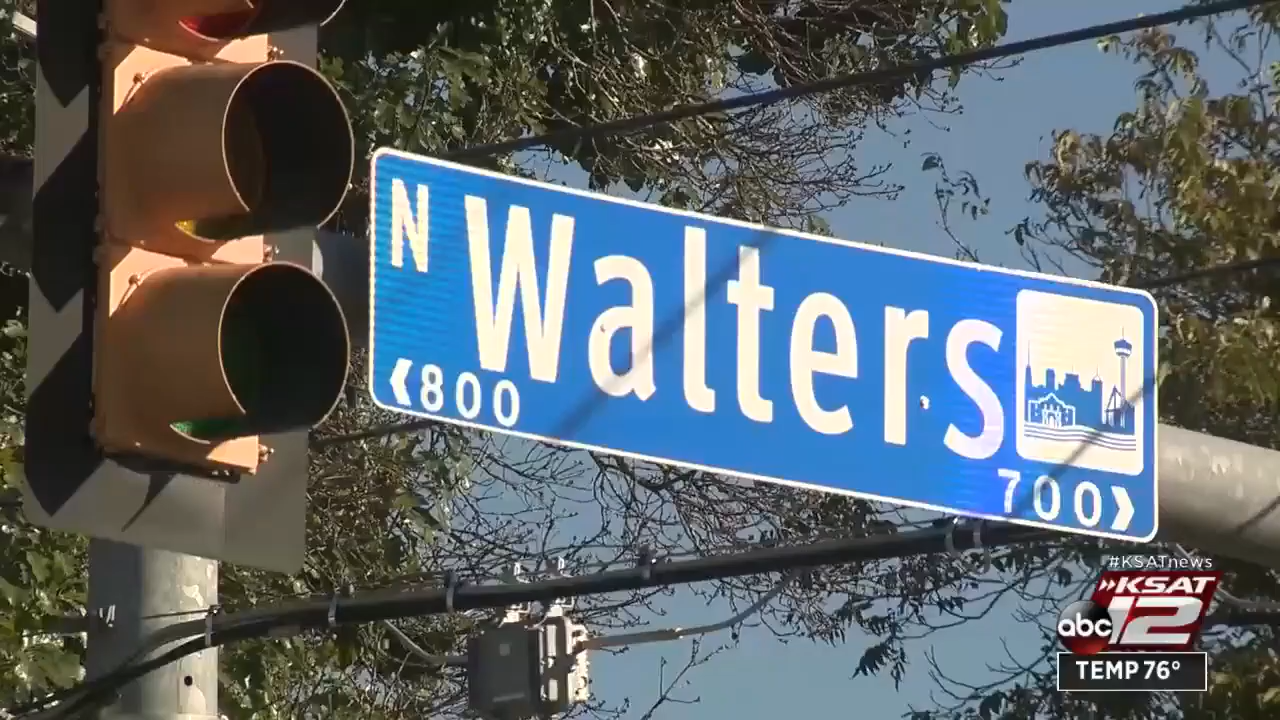 N Walters
‹800
700›
#KSATnews
»KSAT
abc 12
TEMP 76°